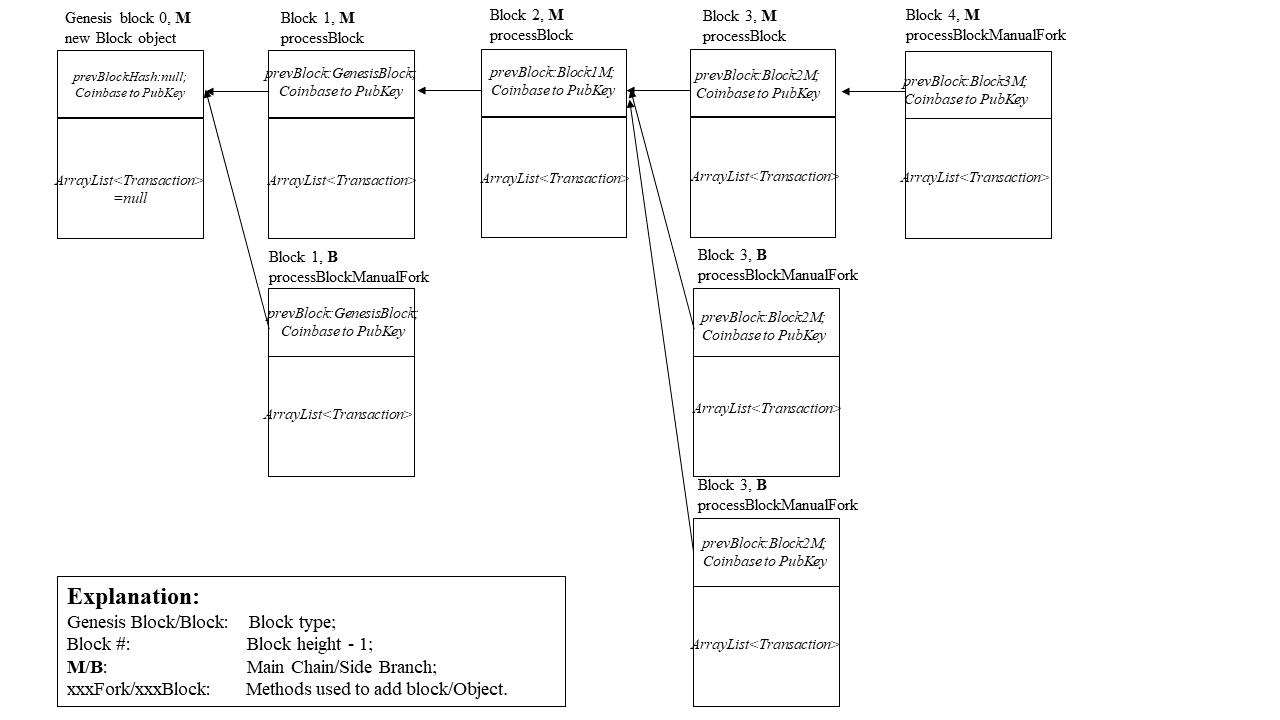 Genesis block 0, M
new Block object
prevBlockHash:null;
Coinbase to PubKey
ArrayList<Transaction>
=null
Block 1, M
processBlock
prevBlock:GenesisBlock;
Coinbase to PubKey
ArrayList<Transaction>
Block 2, M
processBlock
prevBlock:Block1M;
Coinbase to PubKey
ArrayList<Transaction>
Block 3, M
processBlock
prevBlock:Block2M;
Coinbase to PubKey
ArrayList<Transaction>
Block 4, M
processBlockManualFork
prevBlock:Block3M;
Coinbase to PubKey
ArrayList<Transaction>
Block 1, B
processBlockManualFork
prevBlock:GenesisBlock;
Coinbase to PubKey
ArrayList<Transaction>
Block 3, B
processBlockManualFork
prevBlock:Block2M;
Coinbase to PubKey
ArrayList<Transaction>
Block 3, B
processBlockManualFork
prevBlock:Block2M;
Coinbase to PubKey
ArrayList<Transaction>
Explanation:
Genesis Block/Block: Block type;
Block #: Block height - 1;
M/B: Main Chain/Side Branch;
xxxFork/xxxBlock: Methods used to add block/Object.